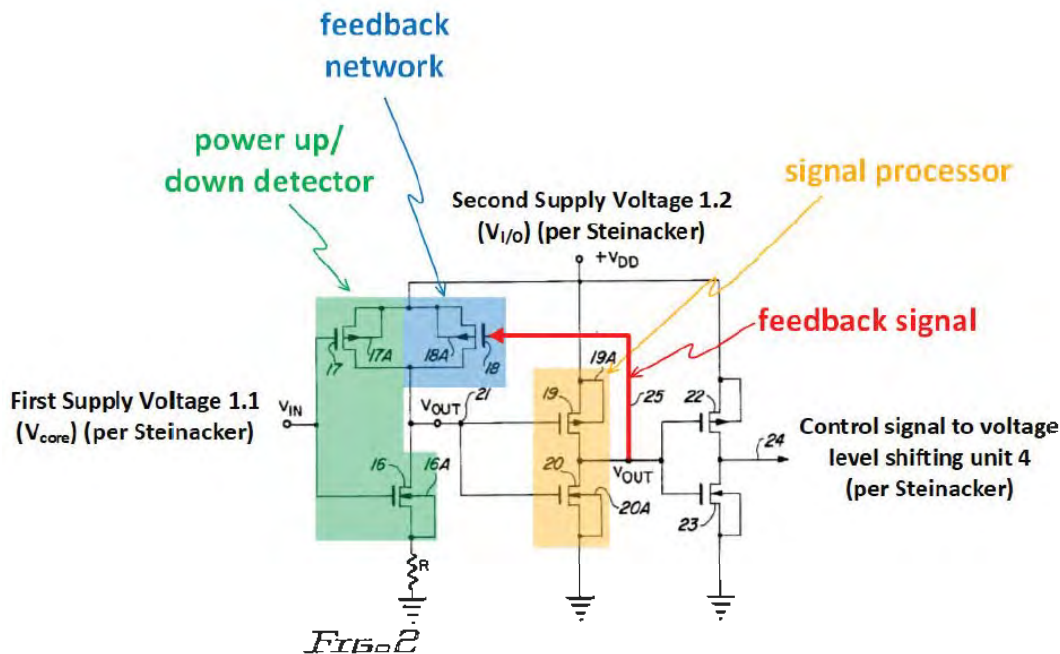 feedback
network
power up/
down detector
signal processor
Second Supply Voltage 1.2
(VI/O) (per Steinacker)
+VDD
feedback signal
17
17A
18A
18
19A
First Supply Voltage 1.1
(Vcore) (per Steinacker)
VIN
VOUT
21
19
25
22
Control signal to voltage
level shifting unit 4
(per Steinacker)
24
16
16A
20
VOUT
20A
23
R
FIG. 2